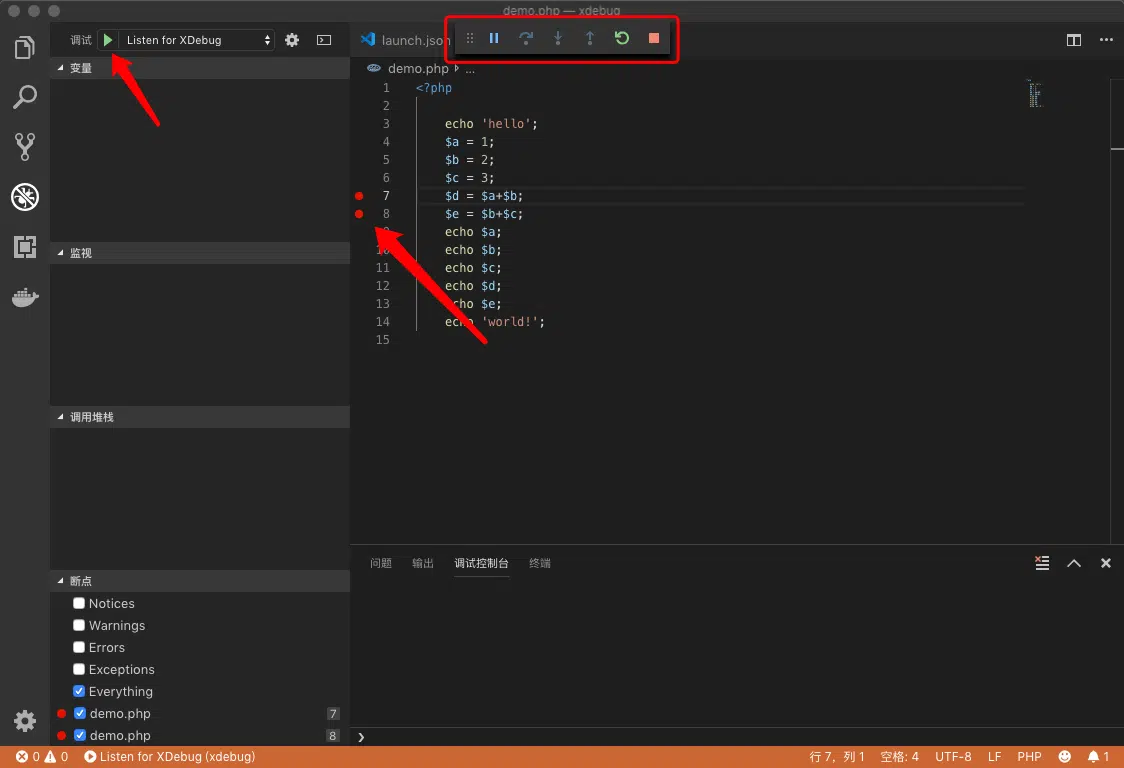 demo.php — xdebug
调试 Listen for XDebug
launch.json
变量
监视
调用堆栈
断点
Notices
Warnings
Errors
Exceptions
Everything
demo.php 7
demo.php 8
demo.php ...
1 <?php
2
3 echo 'hello';
4 $a = 1;
5 $b = 2;
6 $c = 3;
7 $d = $a+$b;
8 $e = $b+$c;
9 echo $a;
10 echo $b;
11 echo $c;
12 echo $d;
13 echo $e;
14 echo 'world!';
15
问题 输出 调试控制台 终端
0 0 Listen for XDebug (xdebug) 行 7，列 1 空格: 4 UTF-8 LF PHP 1